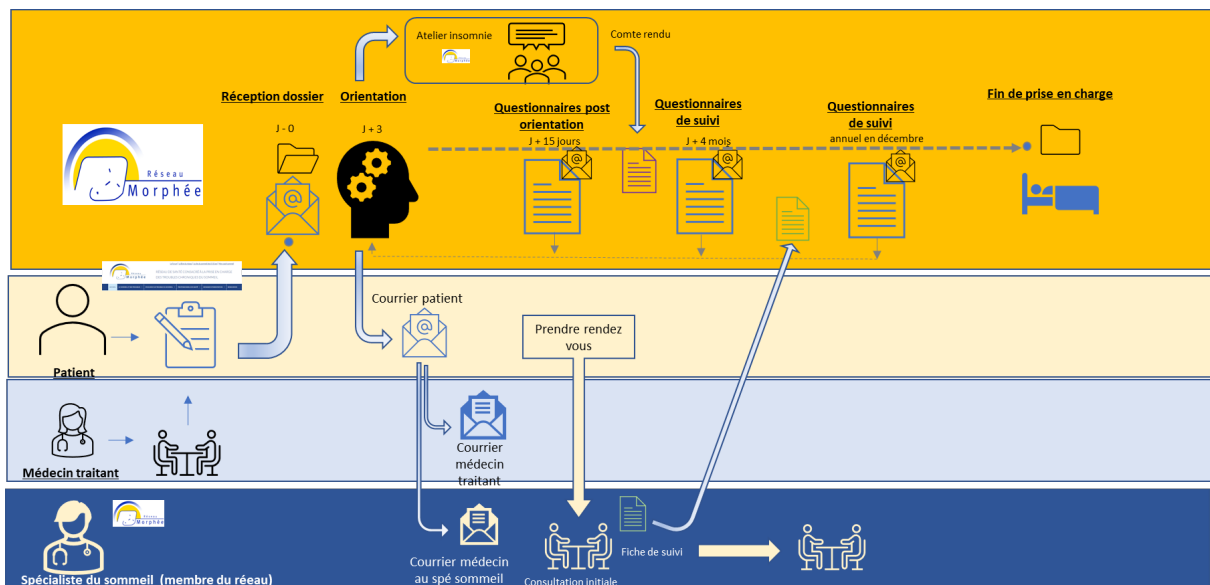 Atelier insomnie
Comte rendu
Réception dossier
Orientation
Questionnaires post
orientation
J + 15 jours
Questionnaires
de suivi
J + 4 mois
Questionnaires
de suivi
annuel en décembre
Fin de prise en charge
J - 0
J + 3
Réseau
Morphée
Courrier patient
Prendre rendez
vous
Patient
Courrier
médecin
traitant
Médecin traitant
Morphée
Courrier médecin
au spé sommeil
Fiche de suivi
Consultation initiale
Spécialiste du sommeil (membre du réeau)